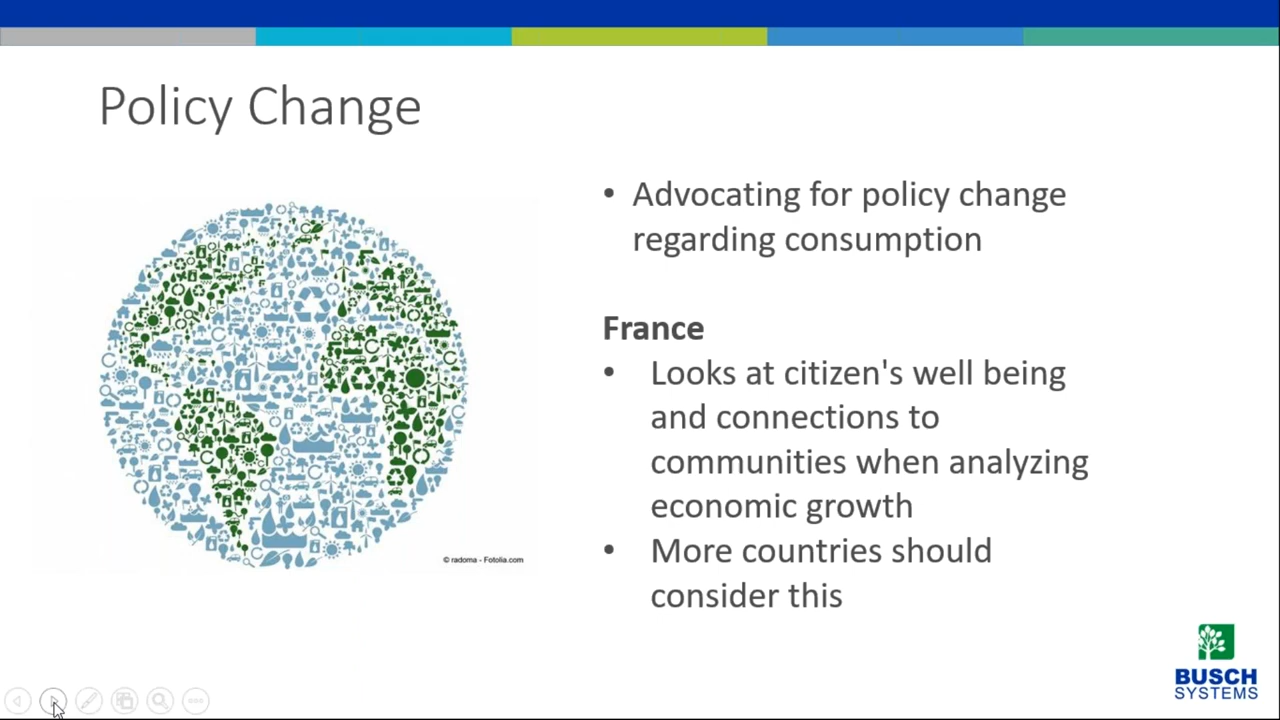 Policy Change
• Advocating for policy change
regarding consumption
France
• Looks at citizen's well being
and connections to
communities when analyzing
economic growth
• More countries should
consider this
© radoma - Fotolia.com
BUSCH
SYSTEMS